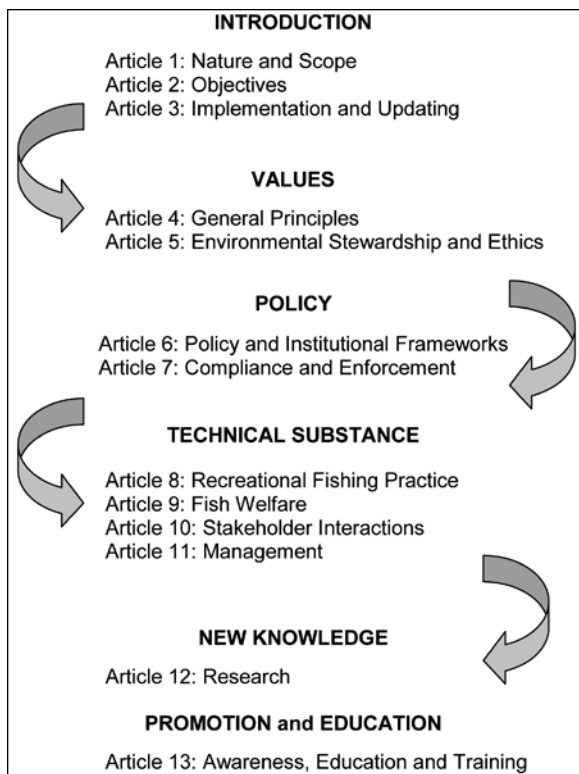 INTRODUCTION
Article 1: Nature and Scope
Article 2: Objectives
Article 3: Implementation and Updating
VALUES
Article 4: General Principles
Article 5: Environmental Stewardship and Ethics
POLICY
Article 6: Policy and Institutional Frameworks
Article 7: Compliance and Enforcement
TECHNICAL SUBSTANCE
Article 8: Recreational Fishing Practice
Article 9: Fish Welfare
Article 10: Stakeholder Interactions
Article 11: Management
NEW KNOWLEDGE
Article 12: Research
PROMOTION and EDUCATION
Article 13: Awareness, Education and Training